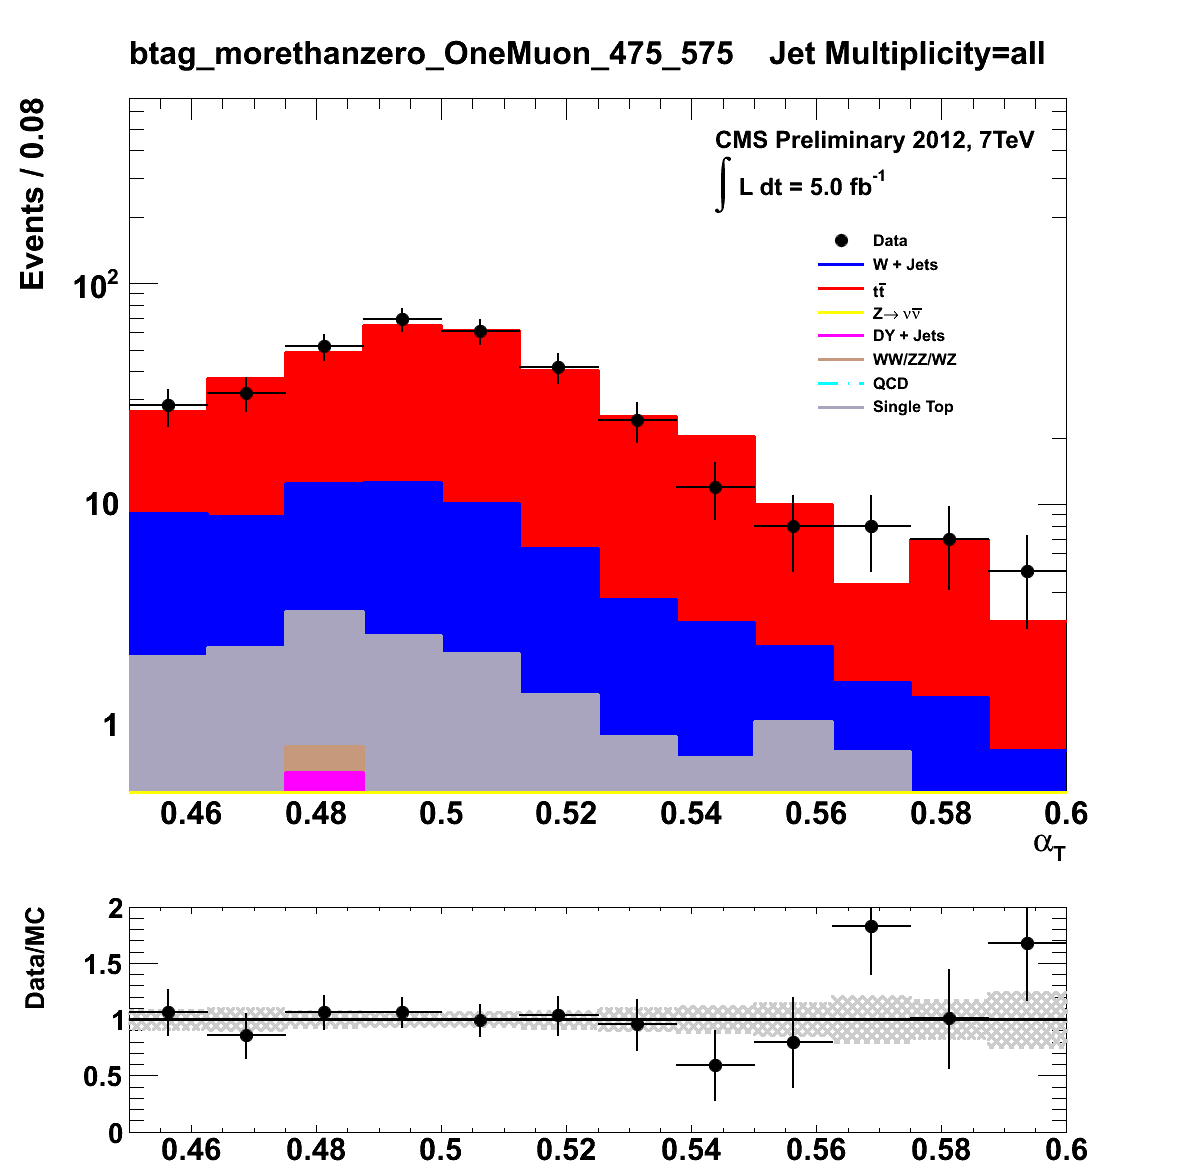 btag_morethanzero_OneMuon_475_575 Jet Multiplicity=all
Events / 0.08
CMS Preliminary 2012, 7TeV
∫ L dt = 5.0 fb⁻¹
Data
W + Jets
tt̅
Z→ νν̅
DY + Jets
WW/ZZ/WZ
QCD
Single Top
10²
10
1
0.46 0.48 0.5 0.52 0.54 0.56 0.58 0.6
α_T
Data/MC
2
1.5
1
0.5
0
0.46 0.48 0.5 0.52 0.54 0.56 0.58 0.6